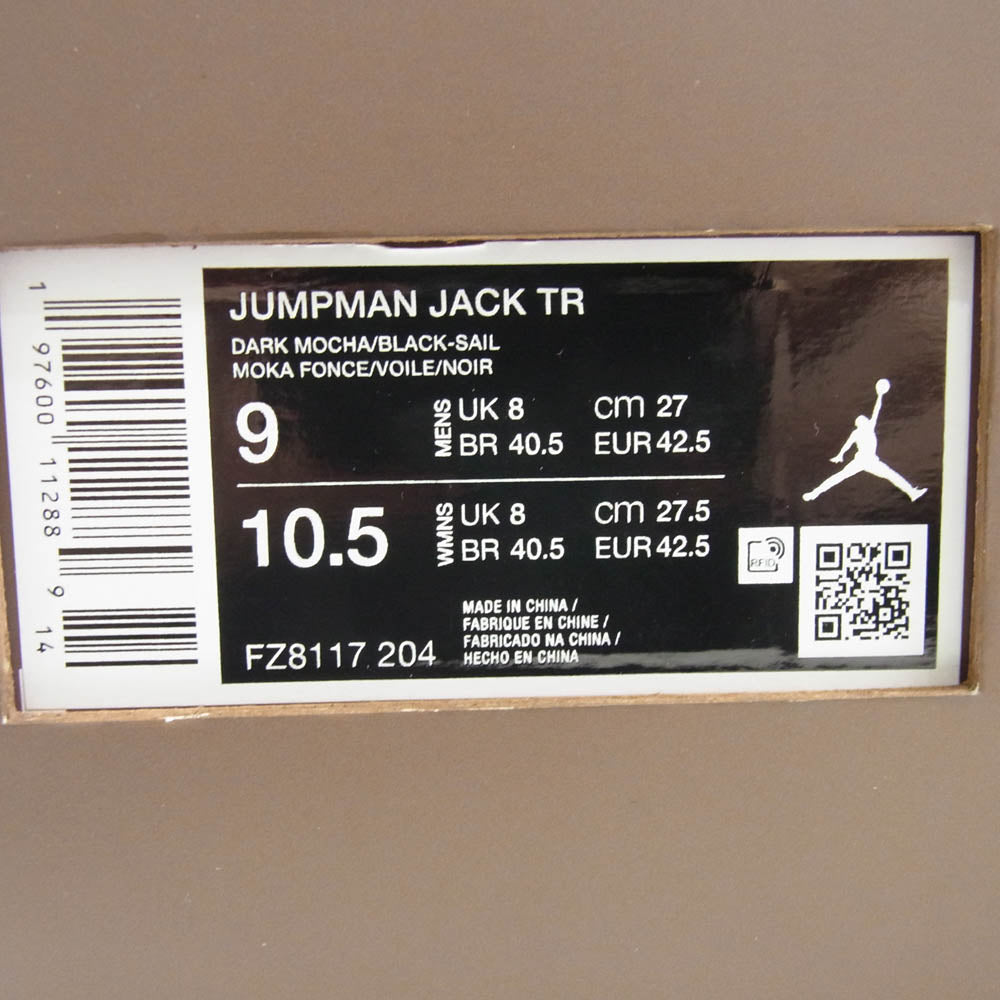 JUMPMAN JACK TR
DARK MOCHA/BLACK-SAIL
MOKA FONCE/VOILE/NOIR
9 MENS UK 8 cm 27
BR 40.5 EUR 42.5
10.5 WMNS UK 8 cm 27.5
BR 40.5 EUR 42.5
RFID
MADE IN CHINA /
FABRIQUE EN CHINE /
FABRICADO NA CHINA /
HECHO EN CHINA
FZ8117 204
1 97600 11288 9 14